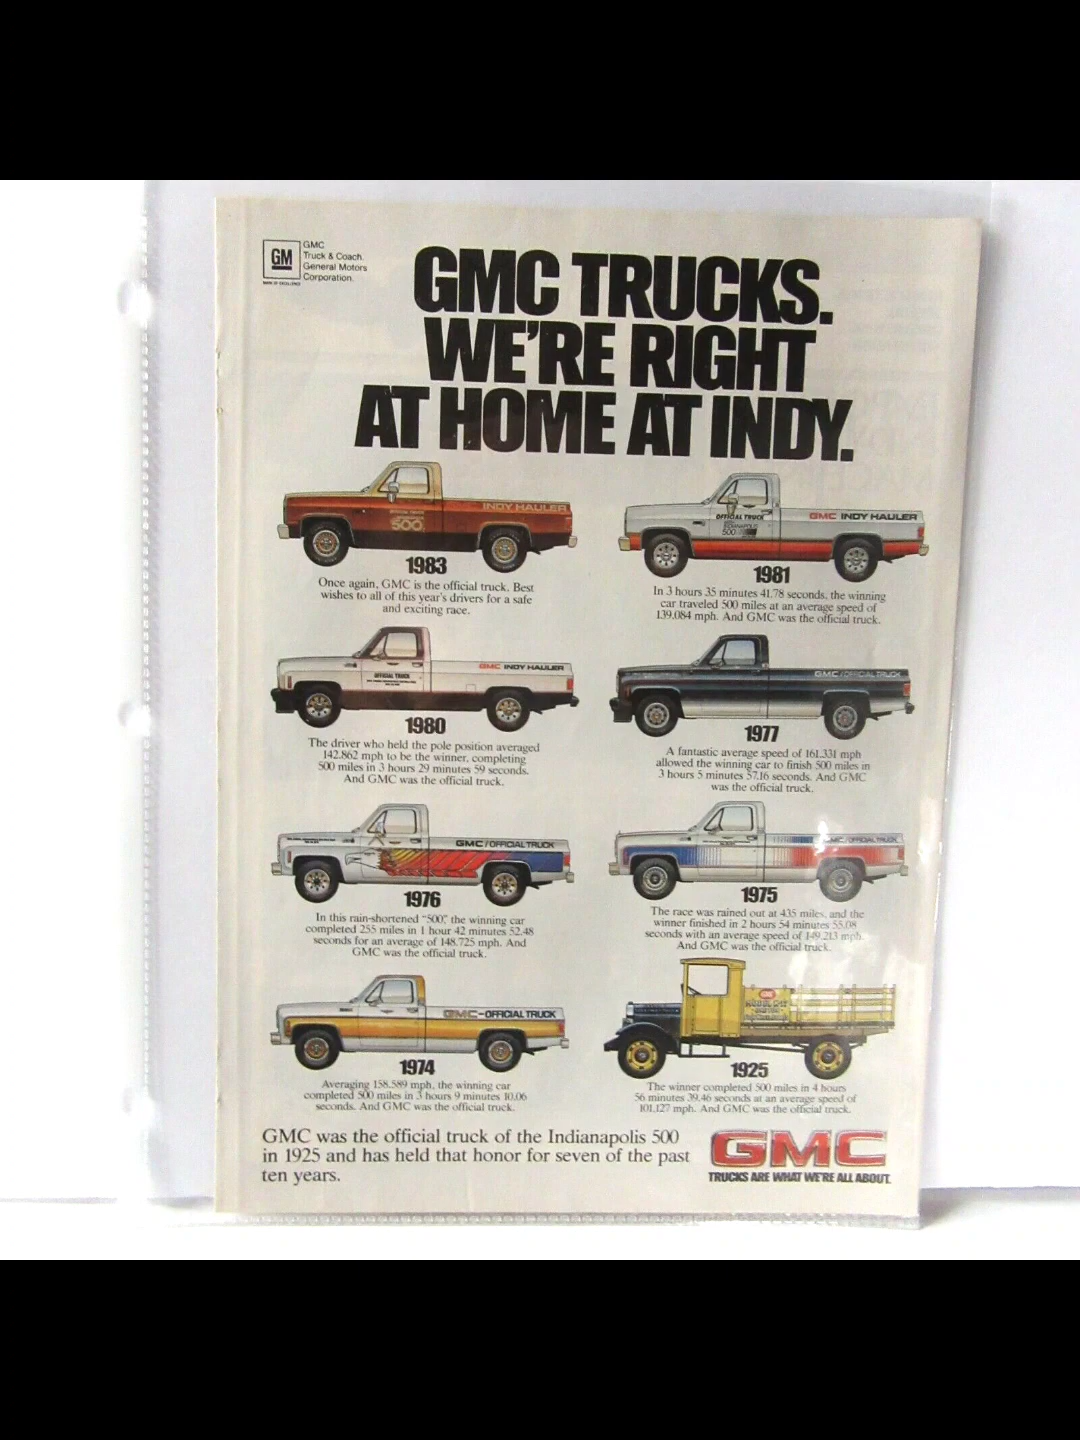 GM
GMC
Truck & Coach.
General Motors
Corporation.
GMC TRUCKS.
WE'RE RIGHT
AT HOME AT INDY.
OFFICIAL TRUCK
500
INDY HAULER
1983
Once again, GMC is the official truck. Best
wishes to all of this year's drivers for a safe
and exciting race.
OFFICIAL TRUCK
INDIANAPOLIS
500
GMC INDY HAULER
1981
In 3 hours 35 minutes 41.78 seconds, the winning
car traveled 500 miles at an average speed of
139.084 mph. And GMC was the official truck.
OFFICIAL TRUCK
GMC INDY HAULER
1980
The driver who held the pole position averaged
142.862 mph to be the winner, completing
500 miles in 3 hours 29 minutes 59 seconds.
And GMC was the official truck.
GMC/OFFICIAL TRUCK
1977
A fantastic average speed of 161.331 mph
allowed the winning car to finish 500 miles in
3 hours 5 minutes 57.16 seconds. And GMC
was the official truck.
GMC/OFFICIAL TRUCK
1976
In this rain-shortened "500," the winning car
completed 255 miles in 1 hour 42 minutes 52.48
seconds for an average of 148.725 mph. And
GMC was the official truck.
GMC/OFFICIAL TRUCK
1975
The race was rained out at 435 miles, and the
winner finished in 2 hours 54 minutes 55.08
seconds with an average speed of 149.213 mph.
And GMC was the official truck.
GMC-OFFICIAL TRUCK
1974
Averaging 158.589 mph, the winning car
completed 500 miles in 3 hours 9 minutes 10.06
seconds. And GMC was the official truck.
GMC
1925
The winner completed 500 miles in 4 hours
56 minutes 39.46 seconds at an average speed of
101.127 mph. And GMC was the official truck.
GMC was the official truck of the Indianapolis 500
in 1925 and has held that honor for seven of the past
ten years.
GMC
TRUCKS ARE WHAT WE'RE ALL ABOUT.